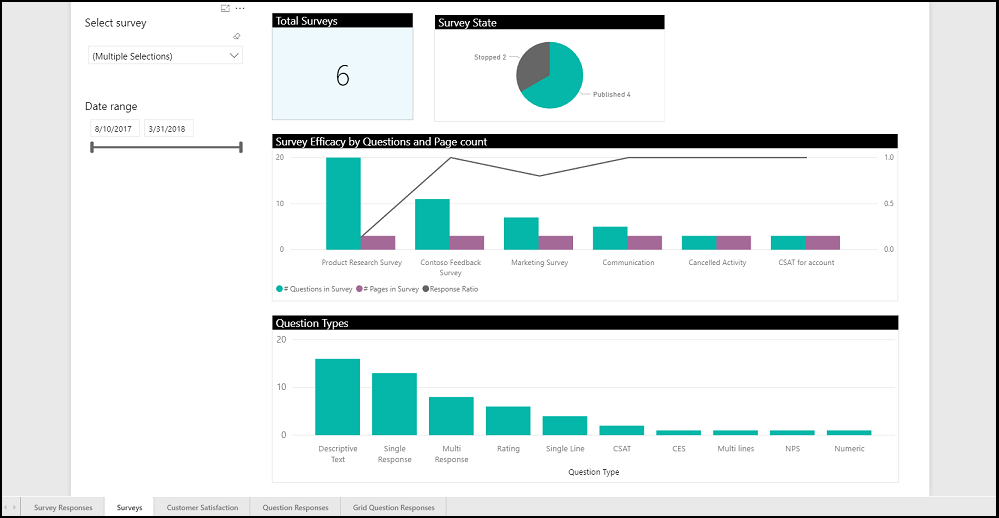 Select survey
(Multiple Selections)
Date range
8/10/2017 3/31/2018
Total Surveys
6
Survey State
Stopped 2
Published 4
Survey Efficacy by Questions and Page count
20
10
0
1.0
0.5
0.0
Product Research Survey
Contoso Feedback
Survey
Marketing Survey
Communication
Cancelled Activity
CSAT for account
# Questions in Survey # Pages in Survey Response Ratio
Question Types
20
10
0
Descriptive
Text
Single
Response
Multi
Response
Rating
Single Line
CSAT
CES
Multi lines
NPS
Numeric
Question Type
Survey Responses Surveys Customer Satisfaction Question Responses Grid Question Responses